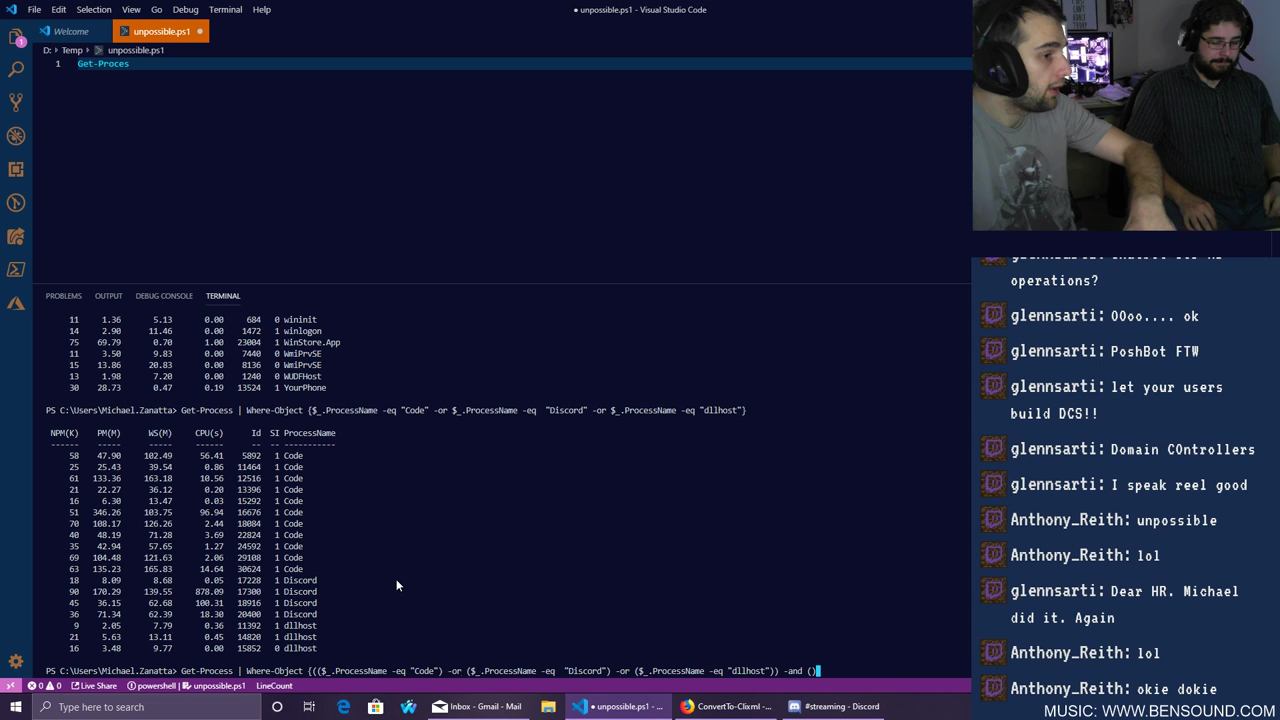 File Edit Selection View Go Debug Terminal Help
● unpossible.ps1 - Visual Studio Code
Welcome
unpossible.ps1 ●
D: > Temp > unpossible.ps1
1 Get-Proces
PROBLEMS OUTPUT DEBUG CONSOLE TERMINAL
11 1.36 5.13 0.00 684 0 wininit
14 2.90 11.46 0.00 1472 1 winlogon
75 69.79 0.70 1.00 23004 1 WinStore.App
11 3.50 9.83 0.00 7440 0 WmiPrvSE
15 13.86 20.83 0.00 8136 0 WmiPrvSE
13 1.98 7.20 0.00 1240 0 WUDFHost
30 28.73 0.47 0.19 13524 1 YourPhone
PS C:\Users\Michael.Zanatta> Get-Process | Where-Object {$_.ProcessName -eq "Code" -or $_.ProcessName -eq  "Discord" -or $_.ProcessName -eq "dllhost"}
NPM(K) PM(M) WS(M) CPU(s) Id SI ProcessName
------ ----- ----- ------ -- -- -----------
58 47.90 102.49 56.41 5892 1 Code
25 25.43 39.54 0.86 11464 1 Code
61 133.36 163.18 10.56 12516 1 Code
21 22.27 36.12 0.20 13396 1 Code
16 6.30 13.47 0.03 15292 1 Code
51 346.26 103.75 96.94 16676 1 Code
70 108.17 126.26 2.44 18084 1 Code
40 48.19 71.28 3.69 22824 1 Code
35 42.94 57.65 1.27 24592 1 Code
69 104.48 121.63 2.06 29108 1 Code
63 135.23 165.83 14.64 30624 1 Code
18 8.09 8.68 0.05 17228 1 Discord
90 170.29 139.55 878.09 17300 1 Discord
45 36.15 62.68 100.31 18916 1 Discord
36 71.34 62.39 18.30 20400 1 Discord
9 2.05 7.79 0.36 11392 1 dllhost
21 5.63 13.11 0.45 14820 1 dllhost
16 3.48 9.77 0.00 15852 0 dllhost
PS C:\Users\Michael.Zanatta> Get-Process | Where-Object {(($_.ProcessName -eq "Code") -or ($_.ProcessName -eq  "Discord") -or ($_.ProcessName -eq "dllhost")) -and ()
0 0 Live Share powershell | unpossible.ps1 LineCount
Type here to search
Inbox - Gmail - Mail
● unpossible.ps1 - ...
ConvertTo-Clixml -...
#streaming - Discord
operations?
glennsarti: OOoo.... ok
glennsarti: PoshBot FTW
glennsarti: let your users
build DCS!!
glennsarti: Domain COntrollers
glennsarti: I speak reel good
Anthony_Reith: unpossible
Anthony_Reith: lol
glennsarti: Dear HR. Michael
did it. Again
Anthony_Reith: lol
glennsarti: okie dokie
MUSIC: WWW.BENSOUND.COM